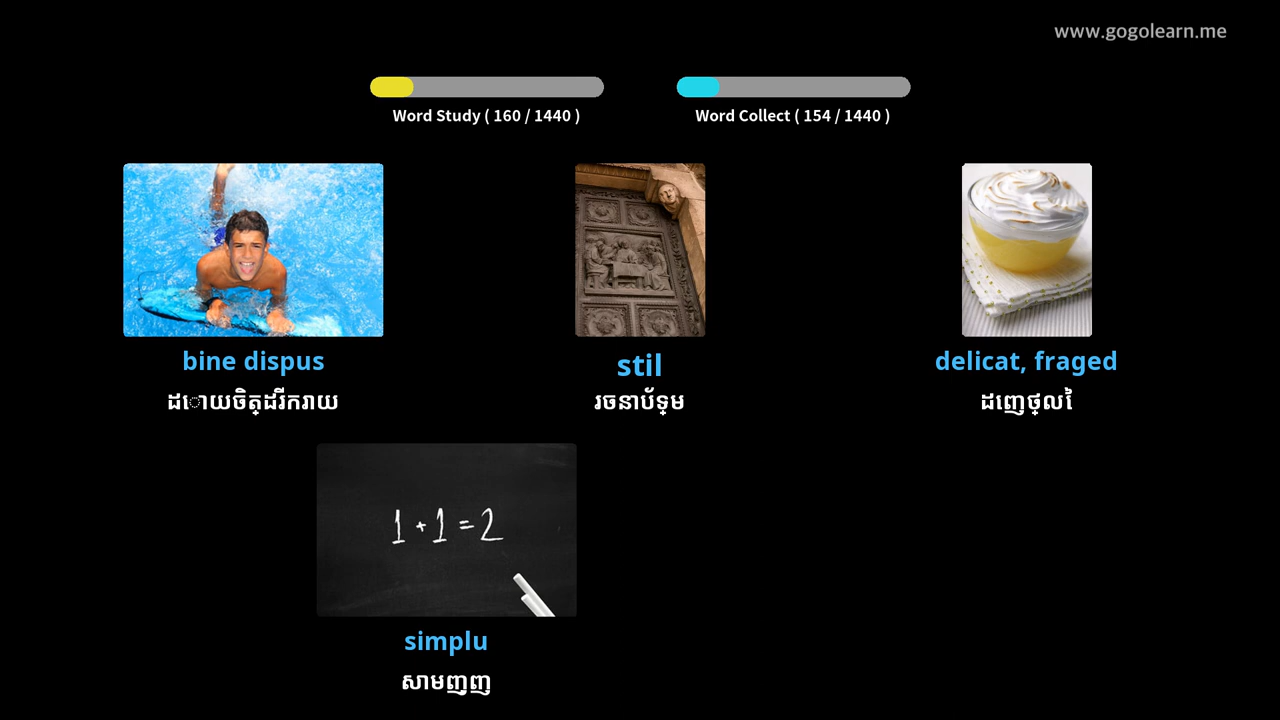 www.gogolearn.me
Word Study ( 160 / 1440 )
Word Collect ( 154 / 1440 )
bine dispus
ដោយចិត្ដរីករាយ
stil
រចនាប័ទ្ម
delicat, fraged
ដញេថ្លៃ
1 + 1 = 2
simplu
សាមញ្ញ